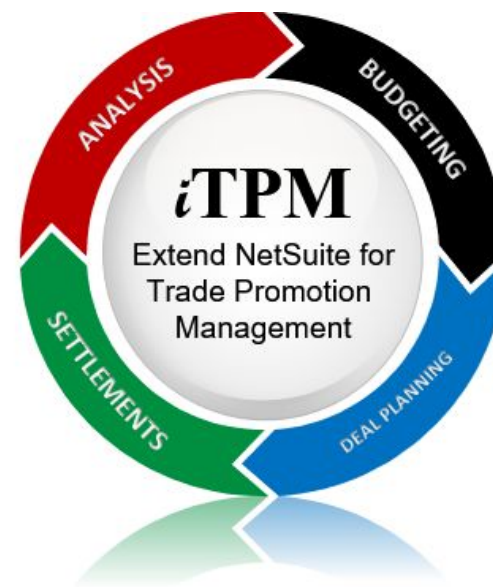 ANALYSIS
BUDGETING
iTPM
Extend NetSuite for
Trade Promotion
Management
SETTLEMENTS
DEAL PLANNING